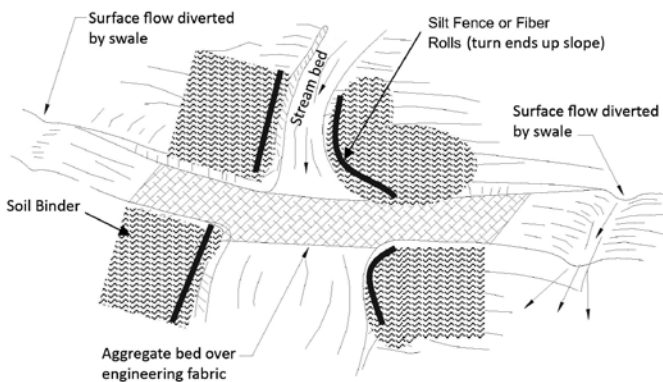 Surface flow diverted
by swale
Silt Fence or Fiber
Rolls (turn ends up slope)
Stream bed
Surface flow diverted
by swale
Soil Binder
Aggregate bed over
engineering fabric